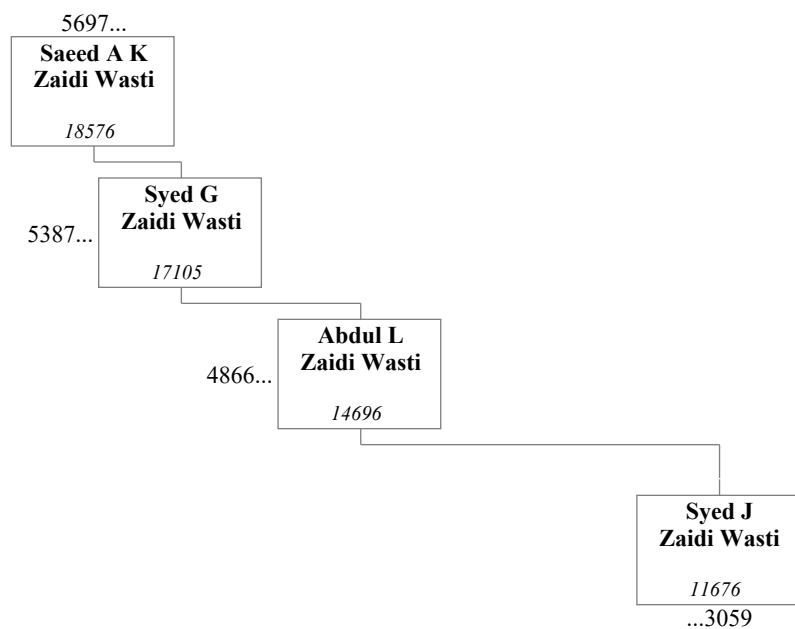 5697...
Saeed A K
Zaidi Wasti
18576
Syed G
Zaidi Wasti
5387...
17105
Abdul L
Zaidi Wasti
4866...
14696
Syed J
Zaidi Wasti
11676
...3059